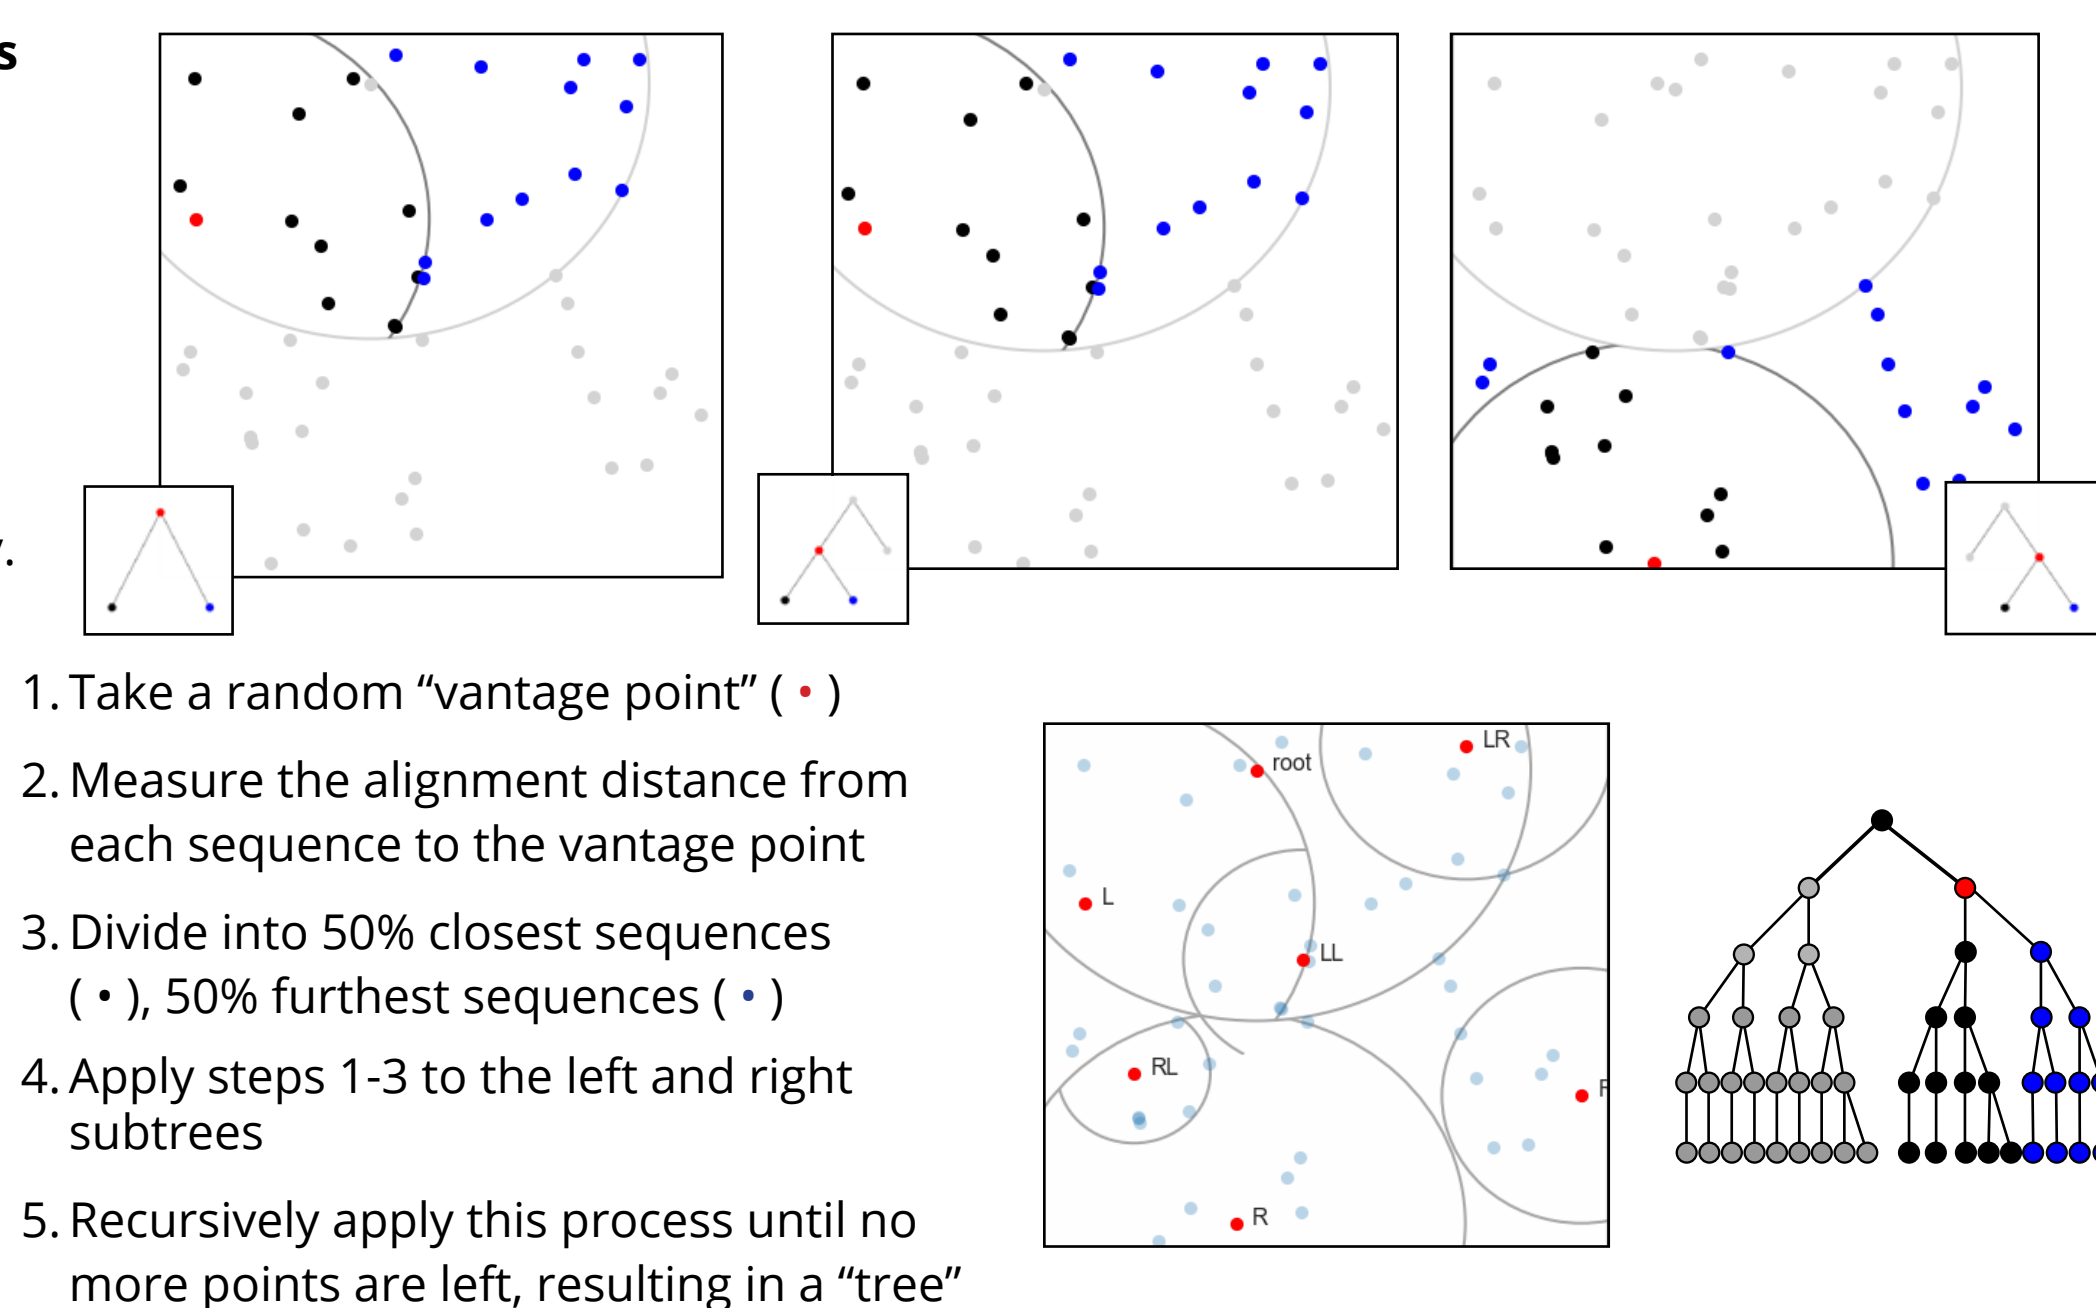 s
.
1. Take a random “vantage point” ( • )
2. Measure the alignment distance from
each sequence to the vantage point
3. Divide into 50% closest sequences
( • ), 50% furthest sequences ( • )
4. Apply steps 1-3 to the left and right
subtrees
5. Recursively apply this process until no
more points are left, resulting in a “tree”
root
LR
L
LL
RL
R